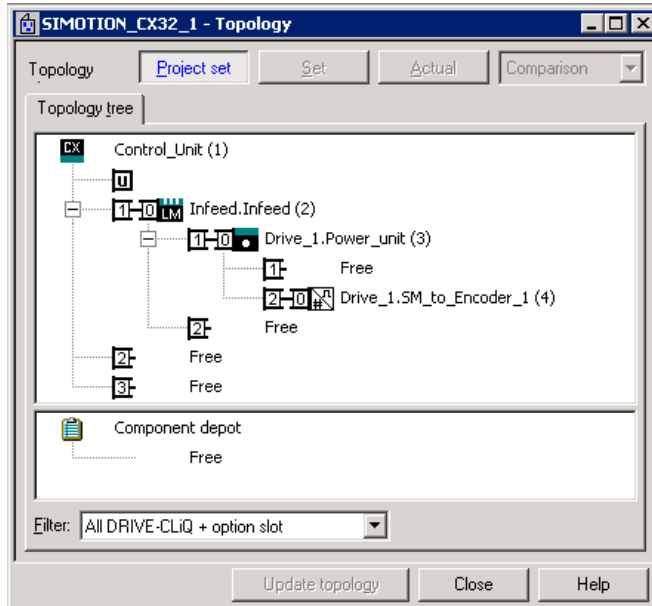 SIMOTION_CX32_1 - Topology
Topology Project set Set Actual Comparison
Topology tree
CX Control_Unit (1)
u
1 0 LM Infeed.Infeed (2)
1 0 Drive_1.Power_unit (3)
1 Free
2 0 # Drive_1.SM_to_Encoder_1 (4)
2 Free
2 Free
3 Free
Component depot
Free
Filter: All DRIVE-CLiQ + option slot
Update topology Close Help